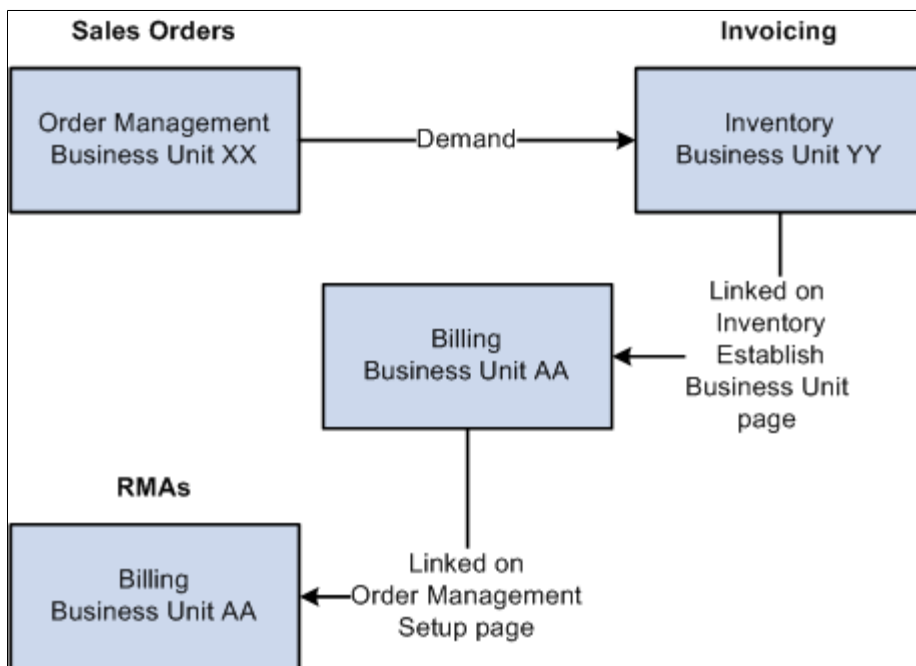 Sales Orders
Invoicing
Order Management
Business Unit XX
Demand
Inventory
Business Unit YY
Linked on
Inventory
Establish
Business Unit
page
Billing
Business Unit AA
RMAs
Billing
Business Unit AA
Linked on
Order Management
Setup page